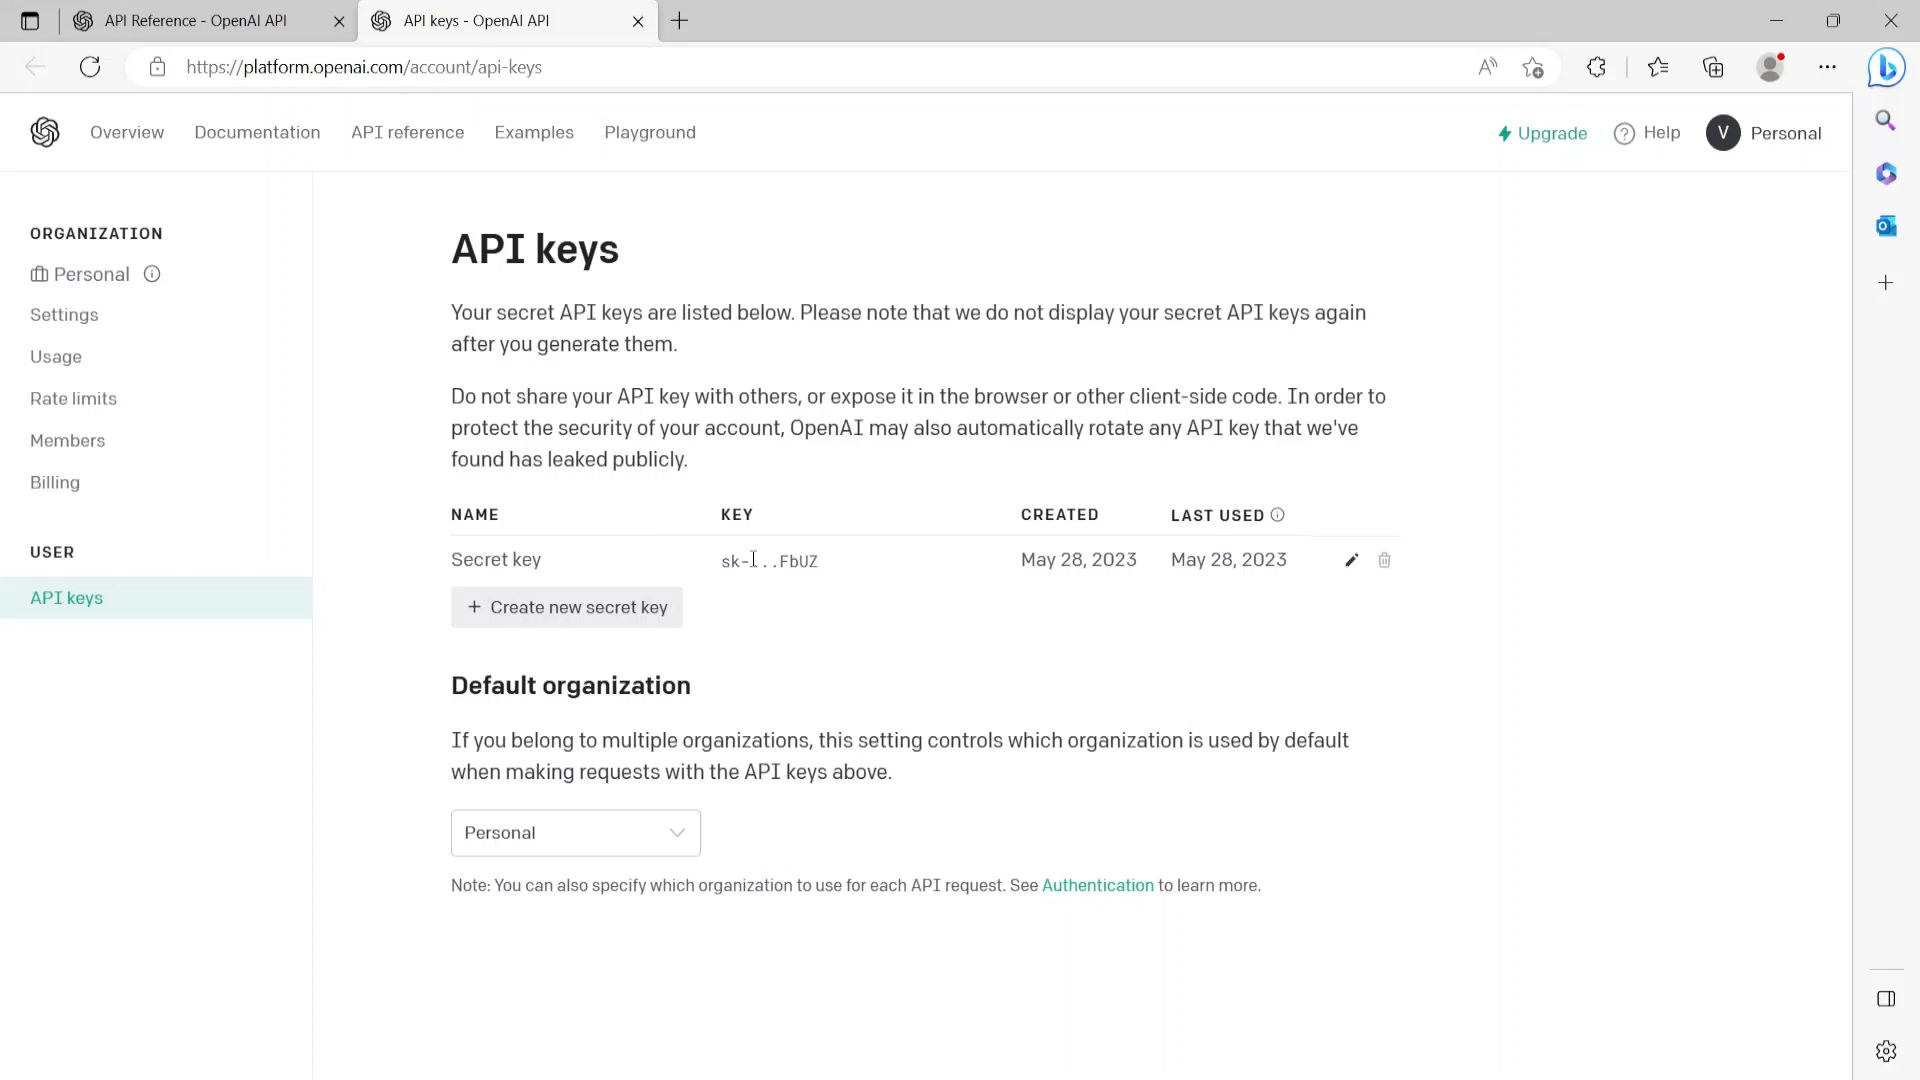 API Reference - OpenAI API
API keys - OpenAI API
https://platform.openai.com/account/api-keys
Overview Documentation API reference Examples Playground
Upgrade Help V Personal
ORGANIZATION
Personal
Settings
Usage
Rate limits
Members
Billing
USER
API keys
API keys
Your secret API keys are listed below. Please note that we do not display your secret API keys again
after you generate them.
Do not share your API key with others, or expose it in the browser or other client-side code. In order to
protect the security of your account, OpenAI may also automatically rotate any API key that we've
found has leaked publicly.
NAME KEY CREATED LAST USED
Secret key sk-...FbUZ May 28, 2023 May 28, 2023
+ Create new secret key
Default organization
If you belong to multiple organizations, this setting controls which organization is used by default
when making requests with the API keys above.
Personal
Note: You can also specify which organization to use for each API request. See Authentication to learn more.